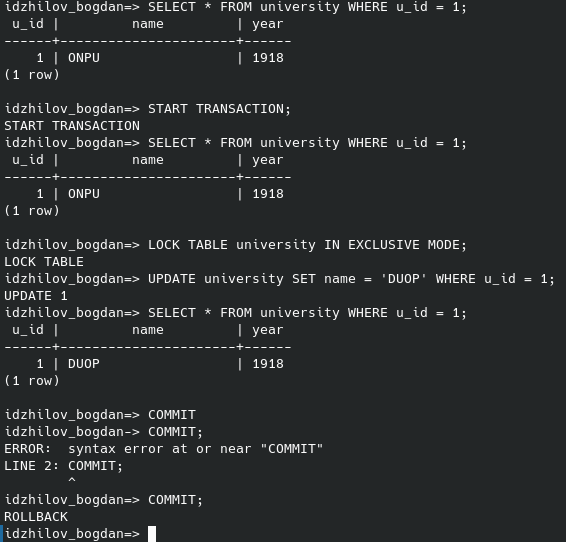 idzhilov_bogdan=> SELECT * FROM university WHERE u_id = 1;
 u_id |         name         | year
------+----------------------+------
    1 | ONPU                 | 1918
(1 row)
idzhilov_bogdan=> START TRANSACTION;
START TRANSACTION
idzhilov_bogdan=> SELECT * FROM university WHERE u_id = 1;
 u_id |         name         | year
------+----------------------+------
    1 | ONPU                 | 1918
(1 row)
idzhilov_bogdan=> LOCK TABLE university IN EXCLUSIVE MODE;
LOCK TABLE
idzhilov_bogdan=> UPDATE university SET name = 'DUOP' WHERE u_id = 1;
UPDATE 1
idzhilov_bogdan=> SELECT * FROM university WHERE u_id = 1;
 u_id |         name         | year
------+----------------------+------
    1 | DUOP                 | 1918
(1 row)
idzhilov_bogdan=> COMMIT
idzhilov_bogdan-> COMMIT;
ERROR:  syntax error at or near "COMMIT"
LINE 2: COMMIT;
        ^
idzhilov_bogdan=> COMMIT;
ROLLBACK
idzhilov_bogdan=>